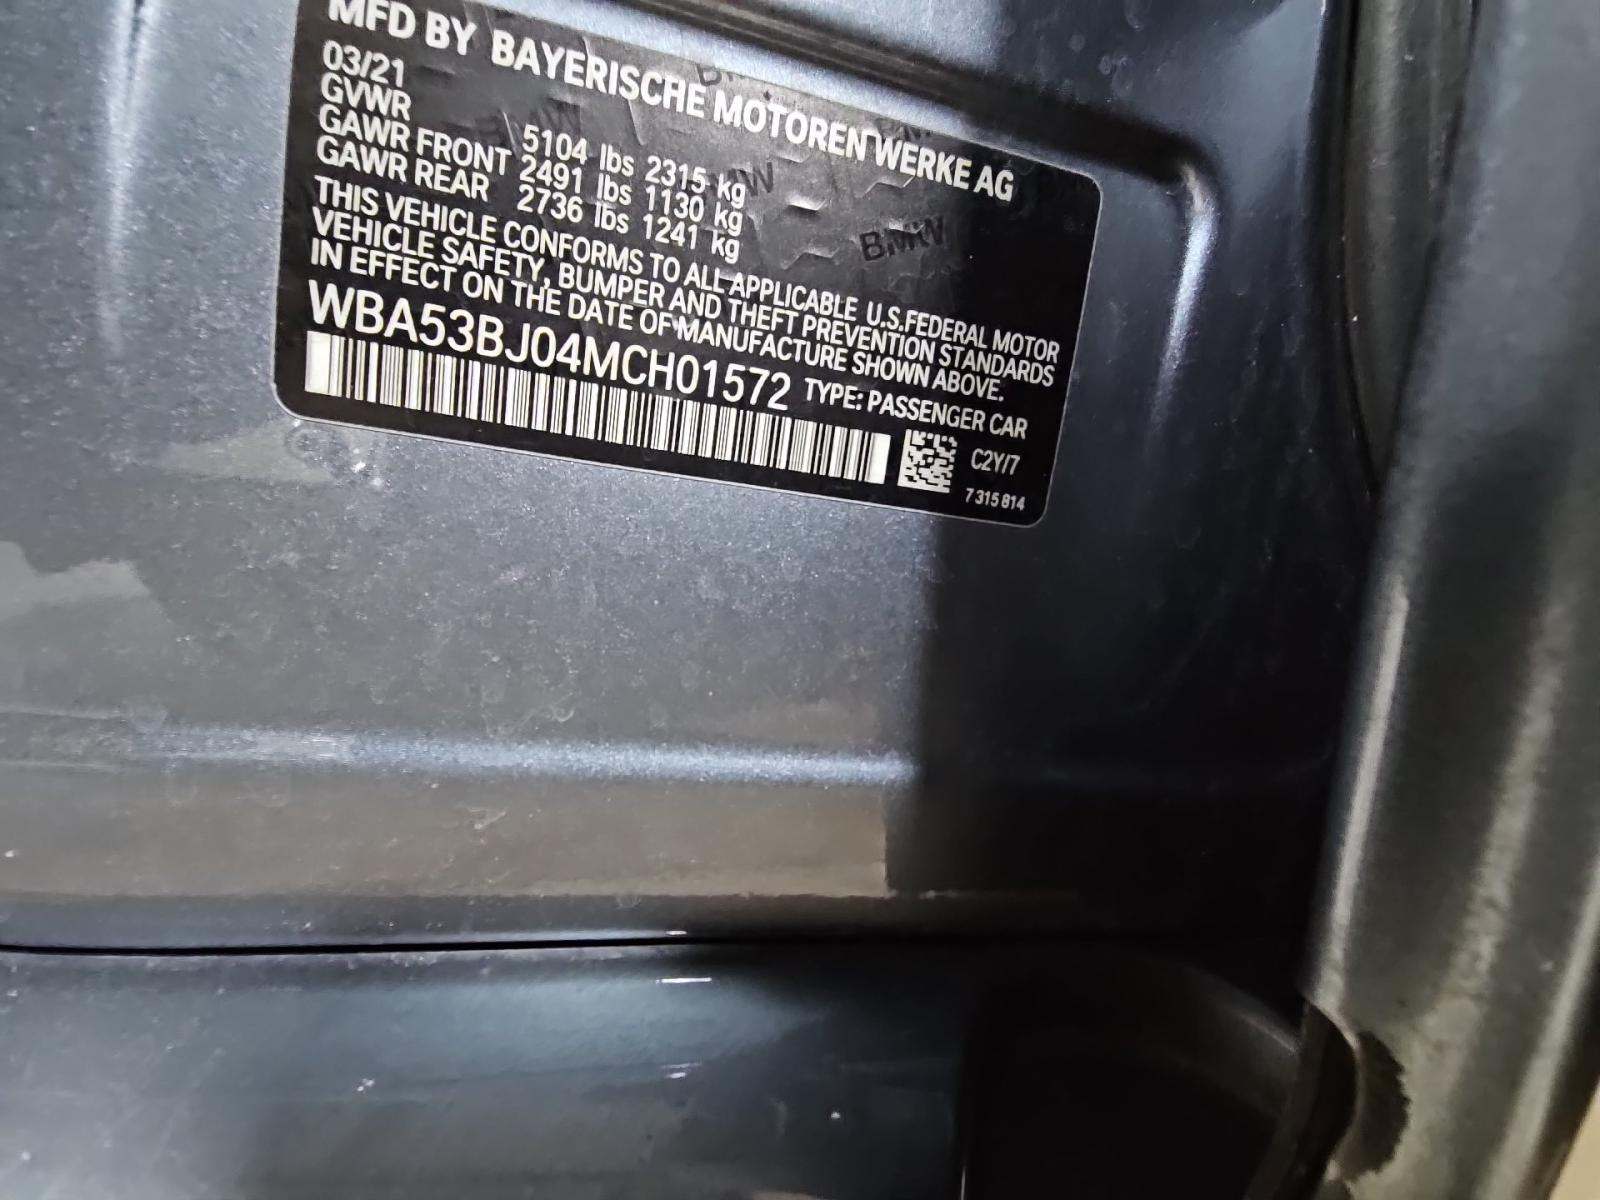 MFD BY BAYERISCHE MOTOREN WERKE AG
03/21
GVWR 5104 lbs 2315 kg
GAWR FRONT 2491 lbs 1130 kg
GAWR REAR 2736 lbs 1241 kg
THIS VEHICLE CONFORMS TO ALL APPLICABLE U.S.FEDERAL MOTOR
VEHICLE SAFETY, BUMPER AND THEFT PREVENTION STANDARDS
IN EFFECT ON THE DATE OF MANUFACTURE SHOWN ABOVE.
WBA53BJ04MCH01572 TYPE: PASSENGER CAR
C2Y/7
7 315 814
BMW